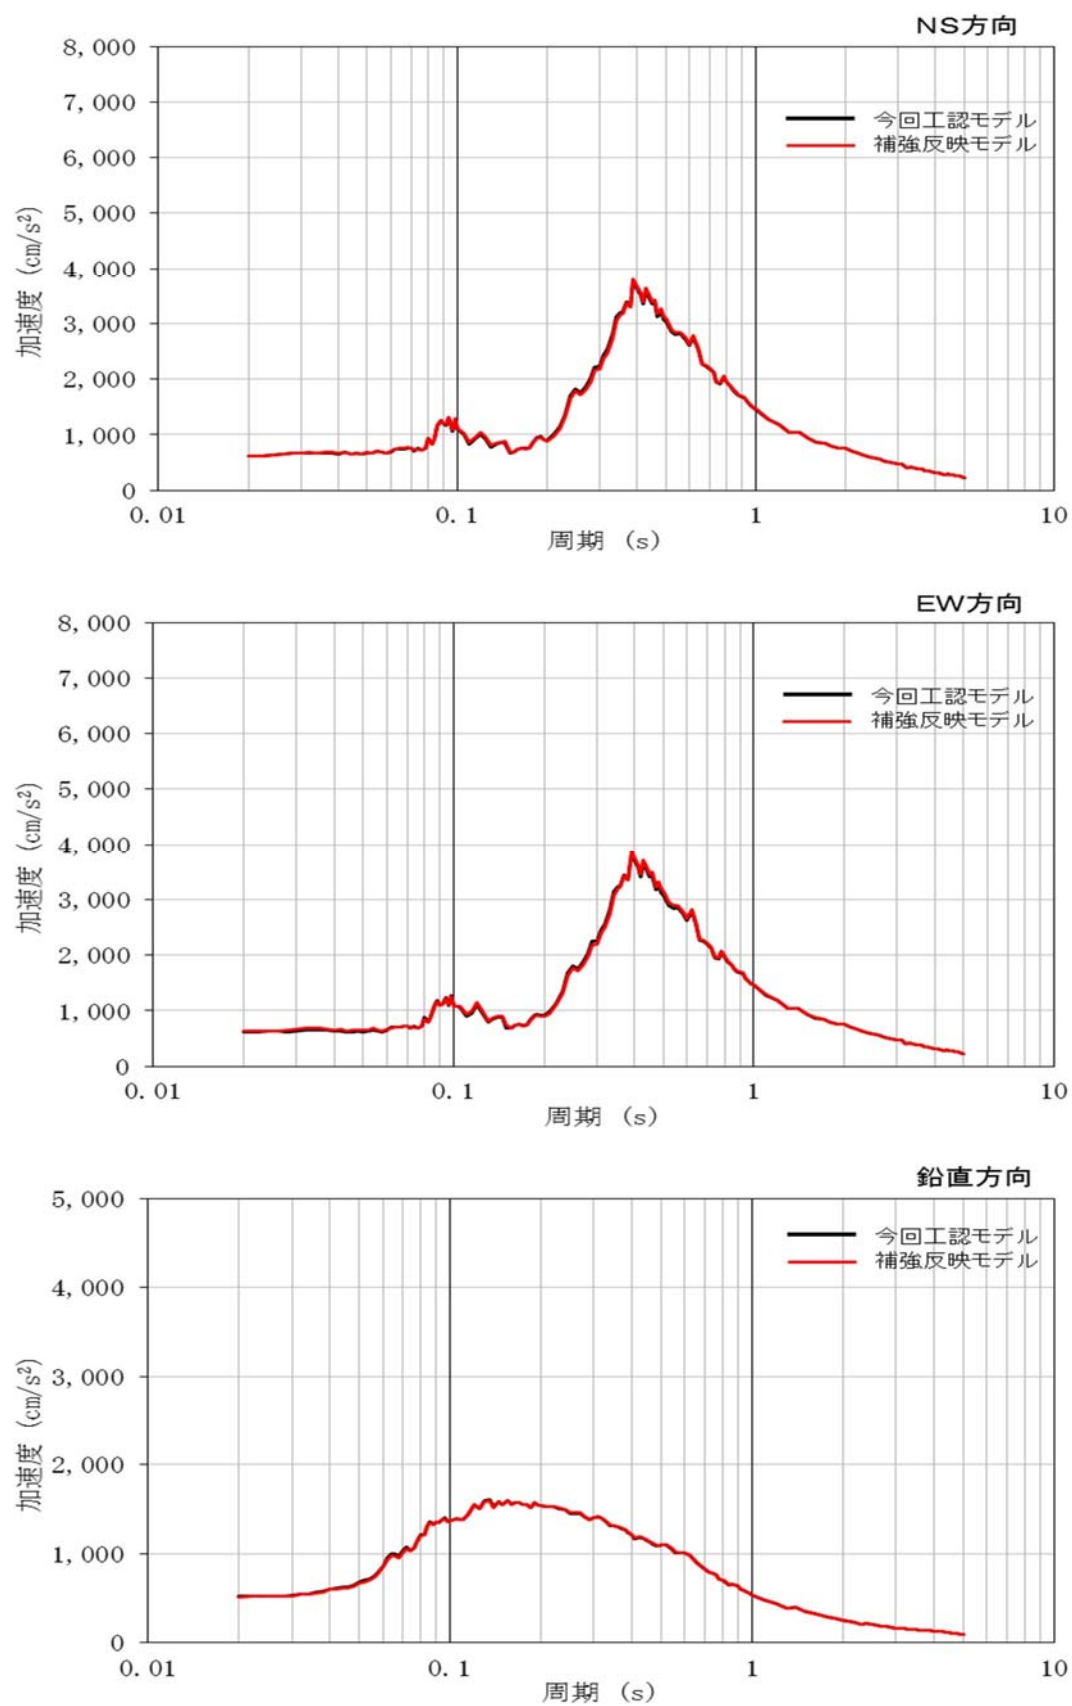 NS方向
8,000
7,000
6,000
5,000
4,000
3,000
2,000
1,000
0
今回工認モデル
補強反映モデル
加速度 (cm/s²)
0.01
0.1
1
10
周期 (s)
EW方向
8,000
7,000
6,000
5,000
4,000
3,000
2,000
1,000
0
今回工認モデル
補強反映モデル
加速度 (cm/s²)
0.01
0.1
1
10
周期 (s)
鉛直方向
5,000
4,000
3,000
2,000
1,000
0
今回工認モデル
補強反映モデル
加速度 (cm/s²)
0.01
0.1
1
10
周期 (s)